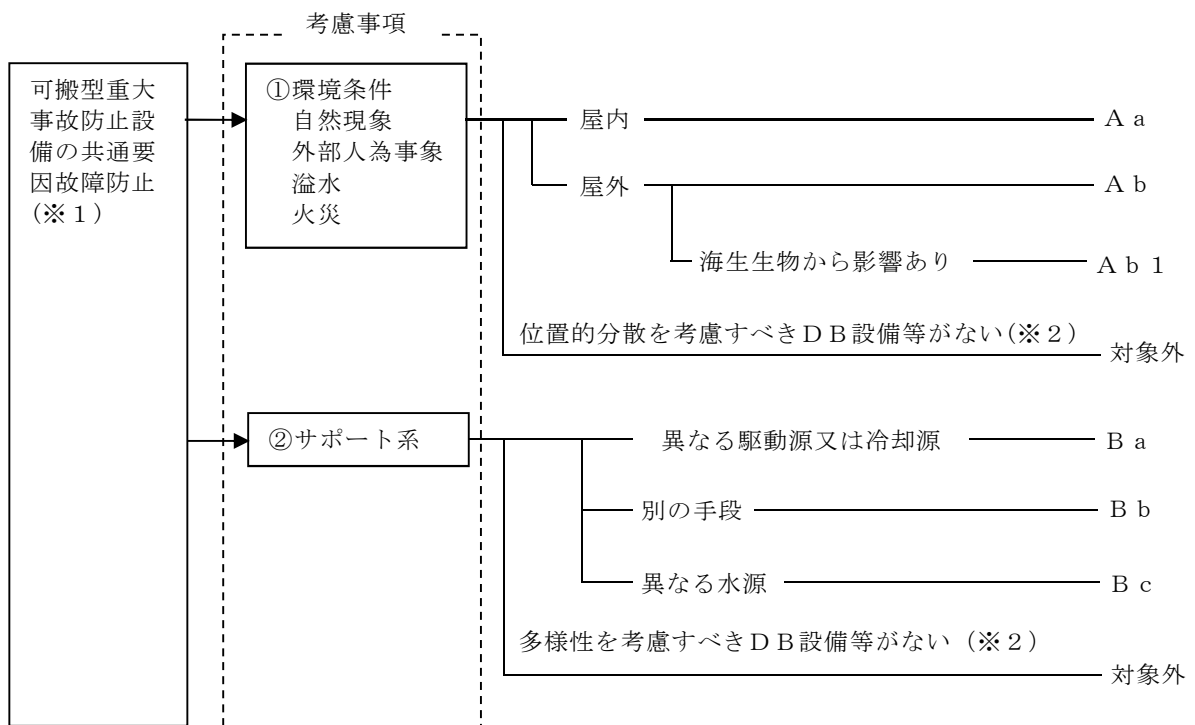 考慮事項
可搬型重大
事故防止設
備の共通要
因故障防止
(※１)
①環境条件
自然現象
外部人為事象
溢水
火災
屋内
Ａａ
屋外
Ａｂ
海生生物から影響あり
Ａｂ１
位置的分散を考慮すべきＤＢ設備等がない(※２)
対象外
②サポート系
異なる駆動源又は冷却源
Ｂａ
別の手段
Ｂｂ
異なる水源
Ｂｃ
多様性を考慮すべきＤＢ設備等がない (※２)
対象外